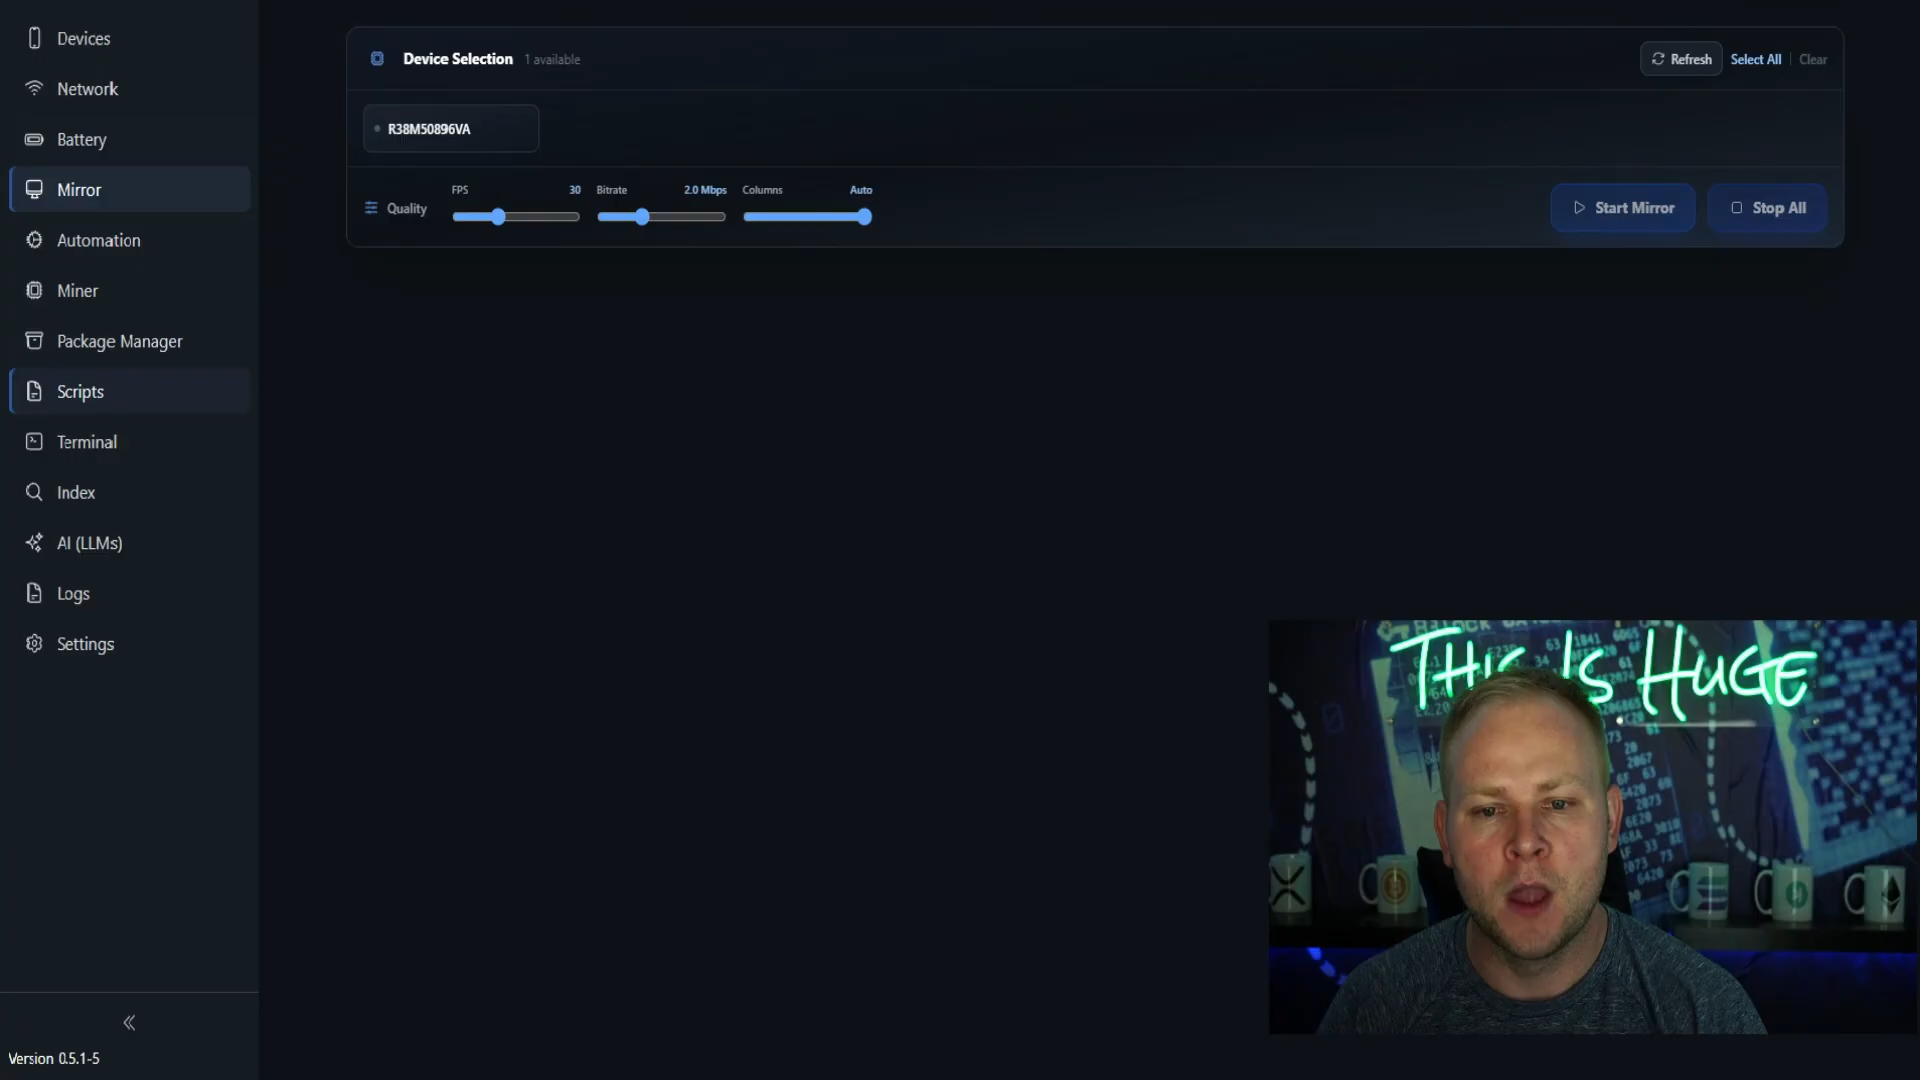 Devices
Network
Battery
Mirror
Automation
Miner
Package Manager
Scripts
Terminal
Index
AI (LLMs)
Logs
Settings
Version 0.5.1-5
Device Selection 1 available
Refresh Select All Clear
R38M50896VA
Quality
FPS 30
Bitrate 2.0 Mbps
Columns Auto
Start Mirror
Stop All
THIS IS HUGE